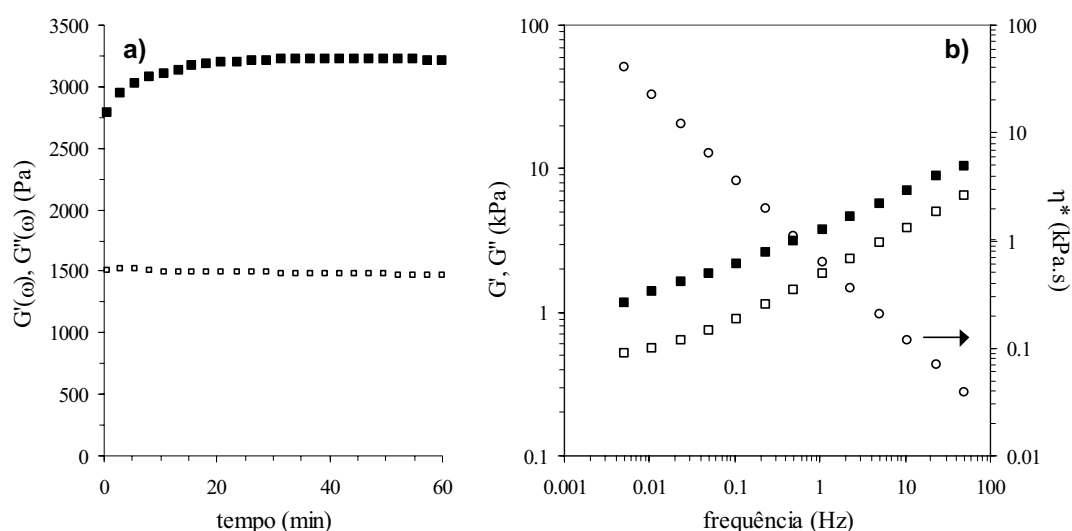 a)
3500
3000
2500
2000
1500
1000
500
0
G'(ω), G"(ω) (Pa)
0 20 40 60
tempo (min)
b)
100
10
1
0.1
G', G" (kPa)
100
10
1
0.1
0.01
η* (kPa.s)
0.001 0.01 0.1 1 10 100
frequência (Hz)